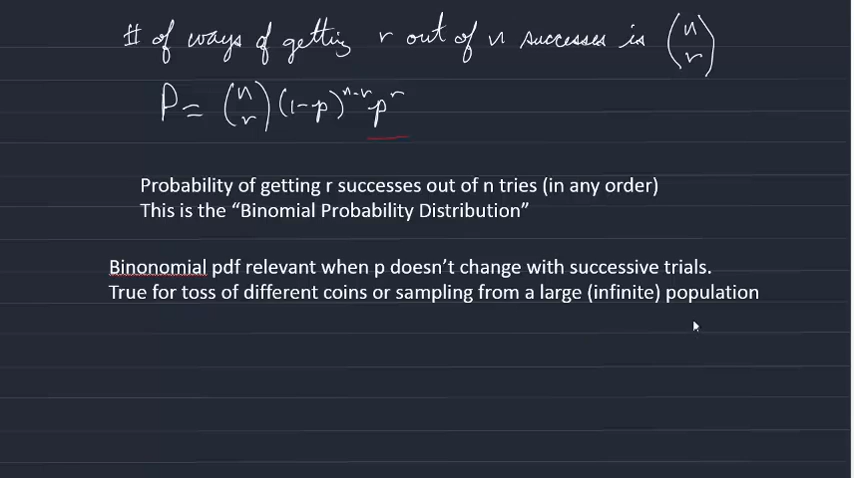 # of ways of getting r out of n successes is (n r)
P = (n r) (1-p)^n-r p^r
Probability of getting r successes out of n tries (in any order)
This is the “Binomial Probability Distribution”
Binonomial pdf relevant when p doesn’t change with successive trials.
True for toss of different coins or sampling from a large (infinite) population